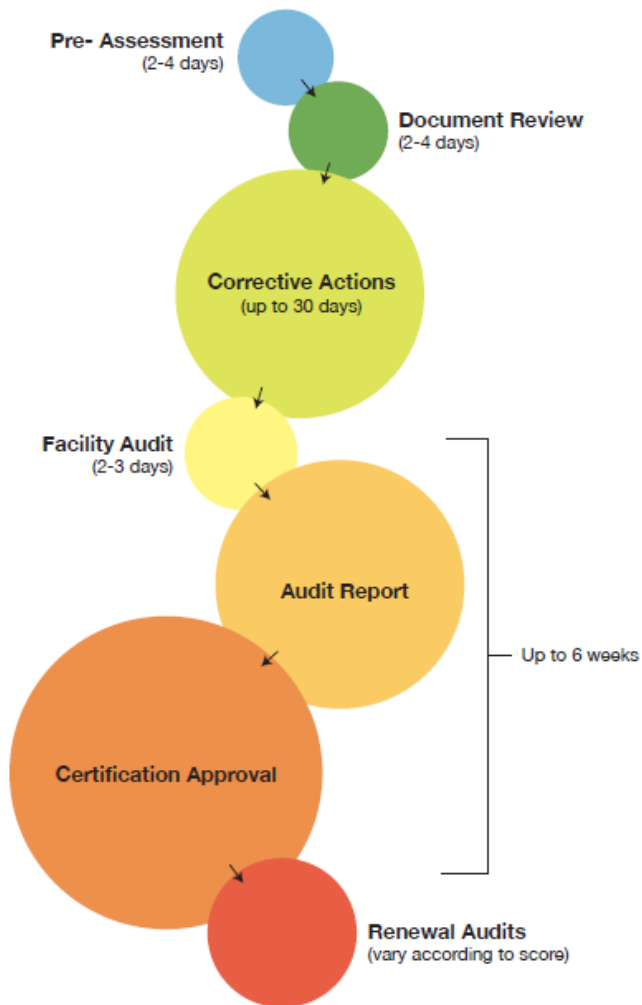 Pre- Assessment
(2-4 days)
Document Review
(2-4 days)
Corrective Actions
(up to 30 days)
Facility Audit
(2-3 days)
Audit Report
Up to 6 weeks
Certification Approval
Renewal Audits
(vary according to score)